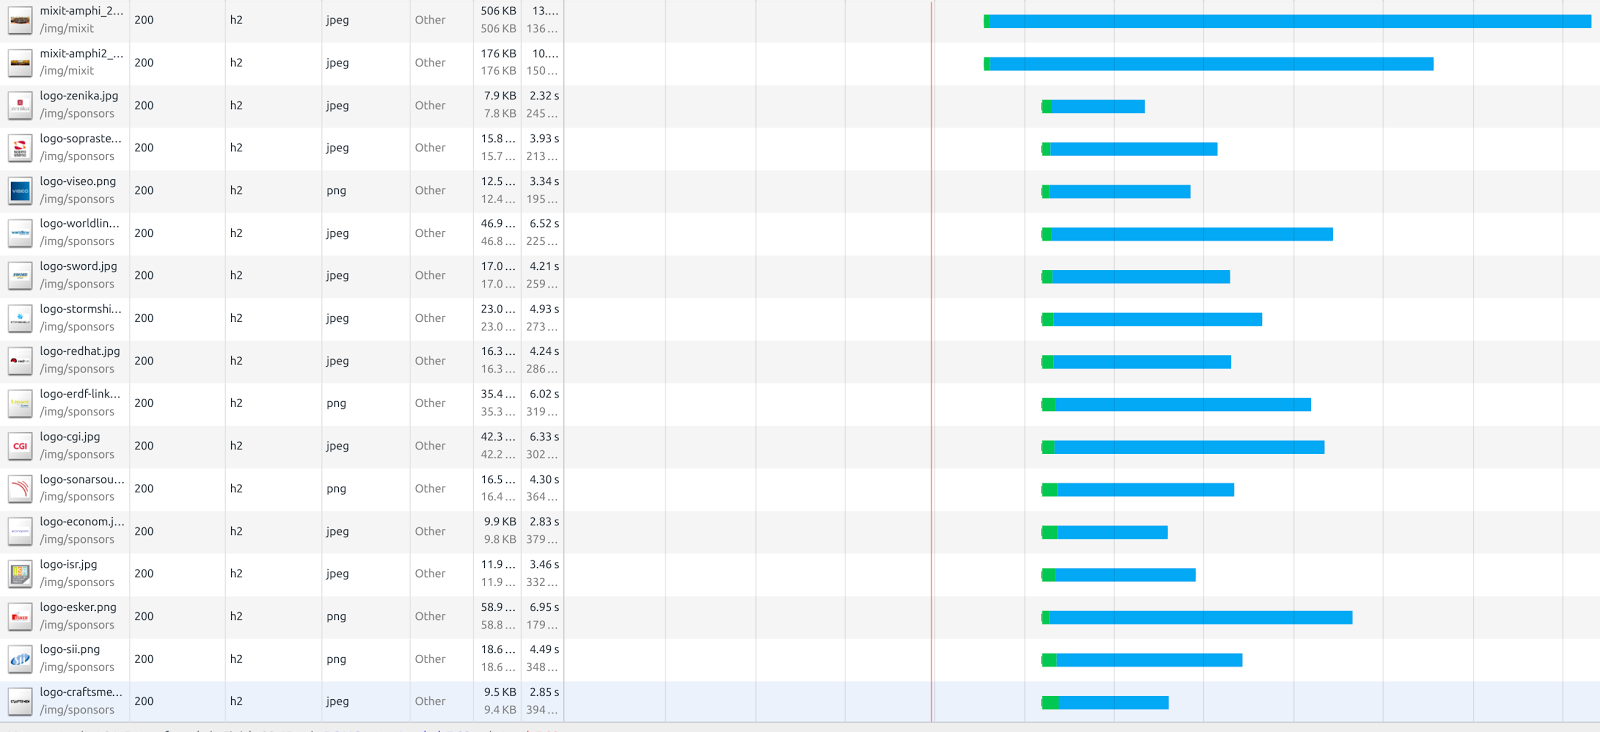 mixit-amphi_2... 200 h2 jpeg Other 506 KB 13....
/img/mixit 506 KB 136...
mixit-amphi2_... 200 h2 jpeg Other 176 KB 10....
/img/mixit 176 KB 150...
logo-zenika.jpg 200 h2 jpeg Other 7.9 KB 2.32 s
/img/sponsors 7.8 KB 245...
logo-sopraste... 200 h2 jpeg Other 15.8... 3.93 s
/img/sponsors 15.7... 213...
logo-viseo.png 200 h2 png Other 12.5... 3.34 s
/img/sponsors 12.4... 195...
logo-worldlin... 200 h2 jpeg Other 46.9... 6.52 s
/img/sponsors 46.8... 225...
logo-sword.jpg 200 h2 jpeg Other 17.0... 4.21 s
/img/sponsors 17.0... 259...
logo-stormshi... 200 h2 jpeg Other 23.0... 4.93 s
/img/sponsors 23.0... 273...
logo-redhat.jpg 200 h2 jpeg Other 16.3... 4.24 s
/img/sponsors 16.3... 286...
logo-erdf-link... 200 h2 png Other 35.4... 6.02 s
/img/sponsors 35.3... 319...
CGI logo-cgi.jpg 200 h2 jpeg Other 42.3... 6.33 s
/img/sponsors 42.2... 302...
logo-sonarsou... 200 h2 png Other 16.5... 4.30 s
/img/sponsors 16.4... 364...
logo-econom.j... 200 h2 jpeg Other 9.9 KB 2.83 s
/img/sponsors 9.8 KB 379...
logo-isr.jpg 200 h2 jpeg Other 11.9... 3.46 s
/img/sponsors 11.9... 332...
logo-esker.png 200 h2 png Other 58.9... 6.95 s
/img/sponsors 58.8... 179...
logo-sii.png 200 h2 png Other 18.6... 4.49 s
/img/sponsors 18.6... 348...
logo-craftsme... 200 h2 jpeg Other 9.5 KB 2.85 s
/img/sponsors 9.4 KB 394...